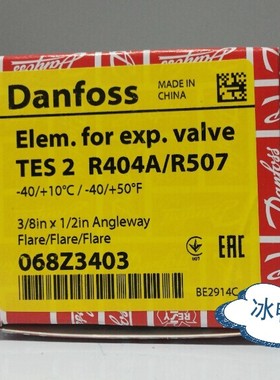 Danfoss
MADE IN
CHINA
Elem. for exp. valve
TES 2 R404A/R507
-40/+10°C / -40/+50°F
3/8in x 1/2in Angleway
Flare/Flare/Flare
068Z3403
EAC
BE2914C